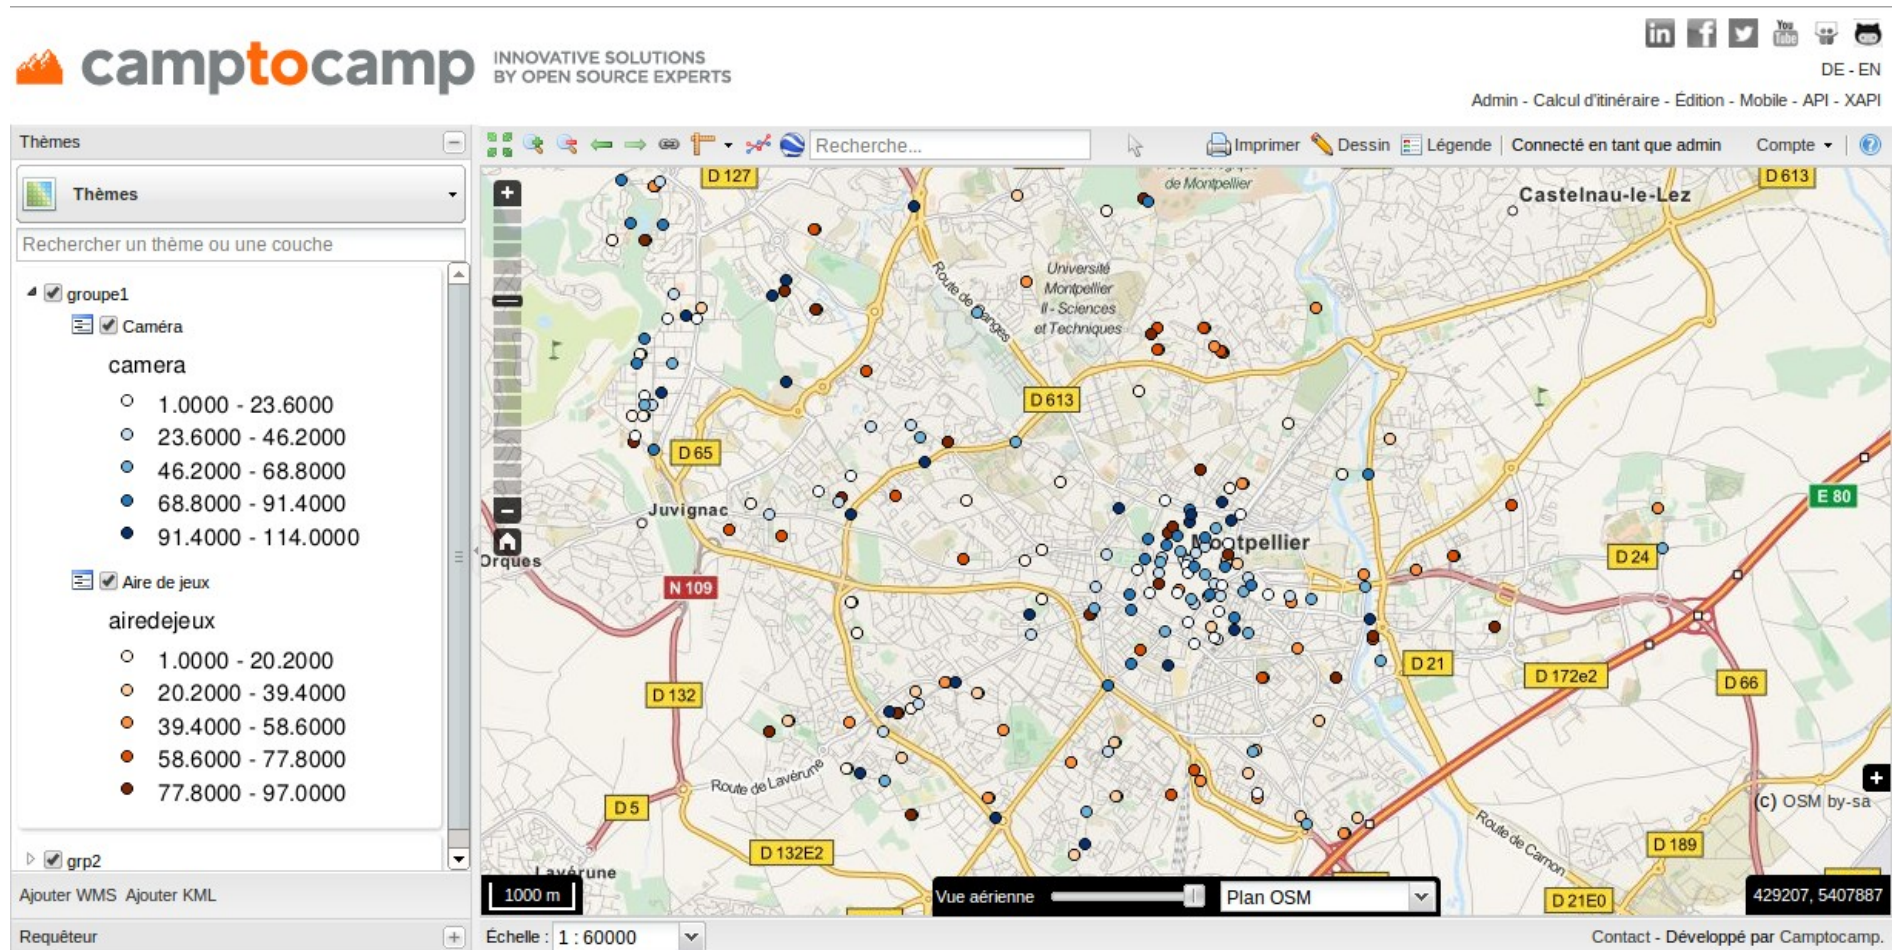 camptocamp
INNOVATIVE SOLUTIONS
BY OPEN SOURCE EXPERTS
in f You Tube
DE - EN
Admin - Calcul d'itinéraire - Édition - Mobile - API - XAPI
Thèmes
Recherche...
Imprimer Dessin Légende Connecté en tant que admin Compte
Thèmes
Rechercher un thème ou une couche
groupe1
Caméra
camera
1.0000 - 23.6000
23.6000 - 46.2000
46.2000 - 68.8000
68.8000 - 91.4000
91.4000 - 114.0000
Aire de jeux
airedejeux
1.0000 - 20.2000
20.2000 - 39.4000
39.4000 - 58.6000
58.6000 - 77.8000
77.8000 - 97.0000
grp2
Ajouter WMS Ajouter KML
Requêteur
D 127
de Montpellier
D 613
Castelnau-le-Lez
Route de Ganges
Université
Montpellier
II - Sciences
et Techniques
D 613
D 65
Juvignac
E 80
Montpellier
D 24
N 109
D 21
D 172e2
D 66
D 132
Route de Lavérune
D 5
(c) OSM by-sa
Route de Carnon
D 132E2
D 189
Lavérune
1000 m
Vue aérienne
Plan OSM
D 21E0
429207, 5407887
Échelle : 1 : 60000
Contact - Développé par Camptocamp.